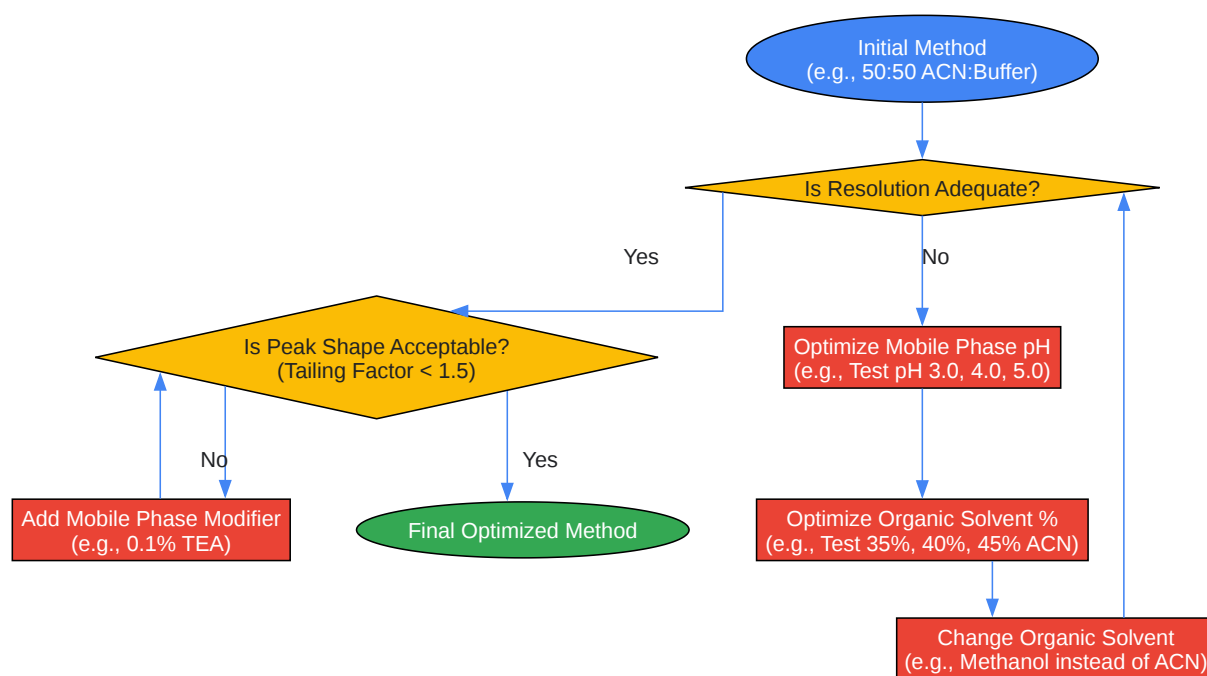 Initial Method
(e.g., 50:50 ACN:Buffer)
Is Resolution Adequate?
Yes
No
Is Peak Shape Acceptable?
(Tailing Factor < 1.5)
Optimize Mobile Phase pH
(e.g., Test pH 3.0, 4.0, 5.0)
No
Yes
Add Mobile Phase Modifier
(e.g., 0.1% TEA)
Final Optimized Method
Optimize Organic Solvent %
(e.g., Test 35%, 40%, 45% ACN)
Change Organic Solvent
(e.g., Methanol instead of ACN)